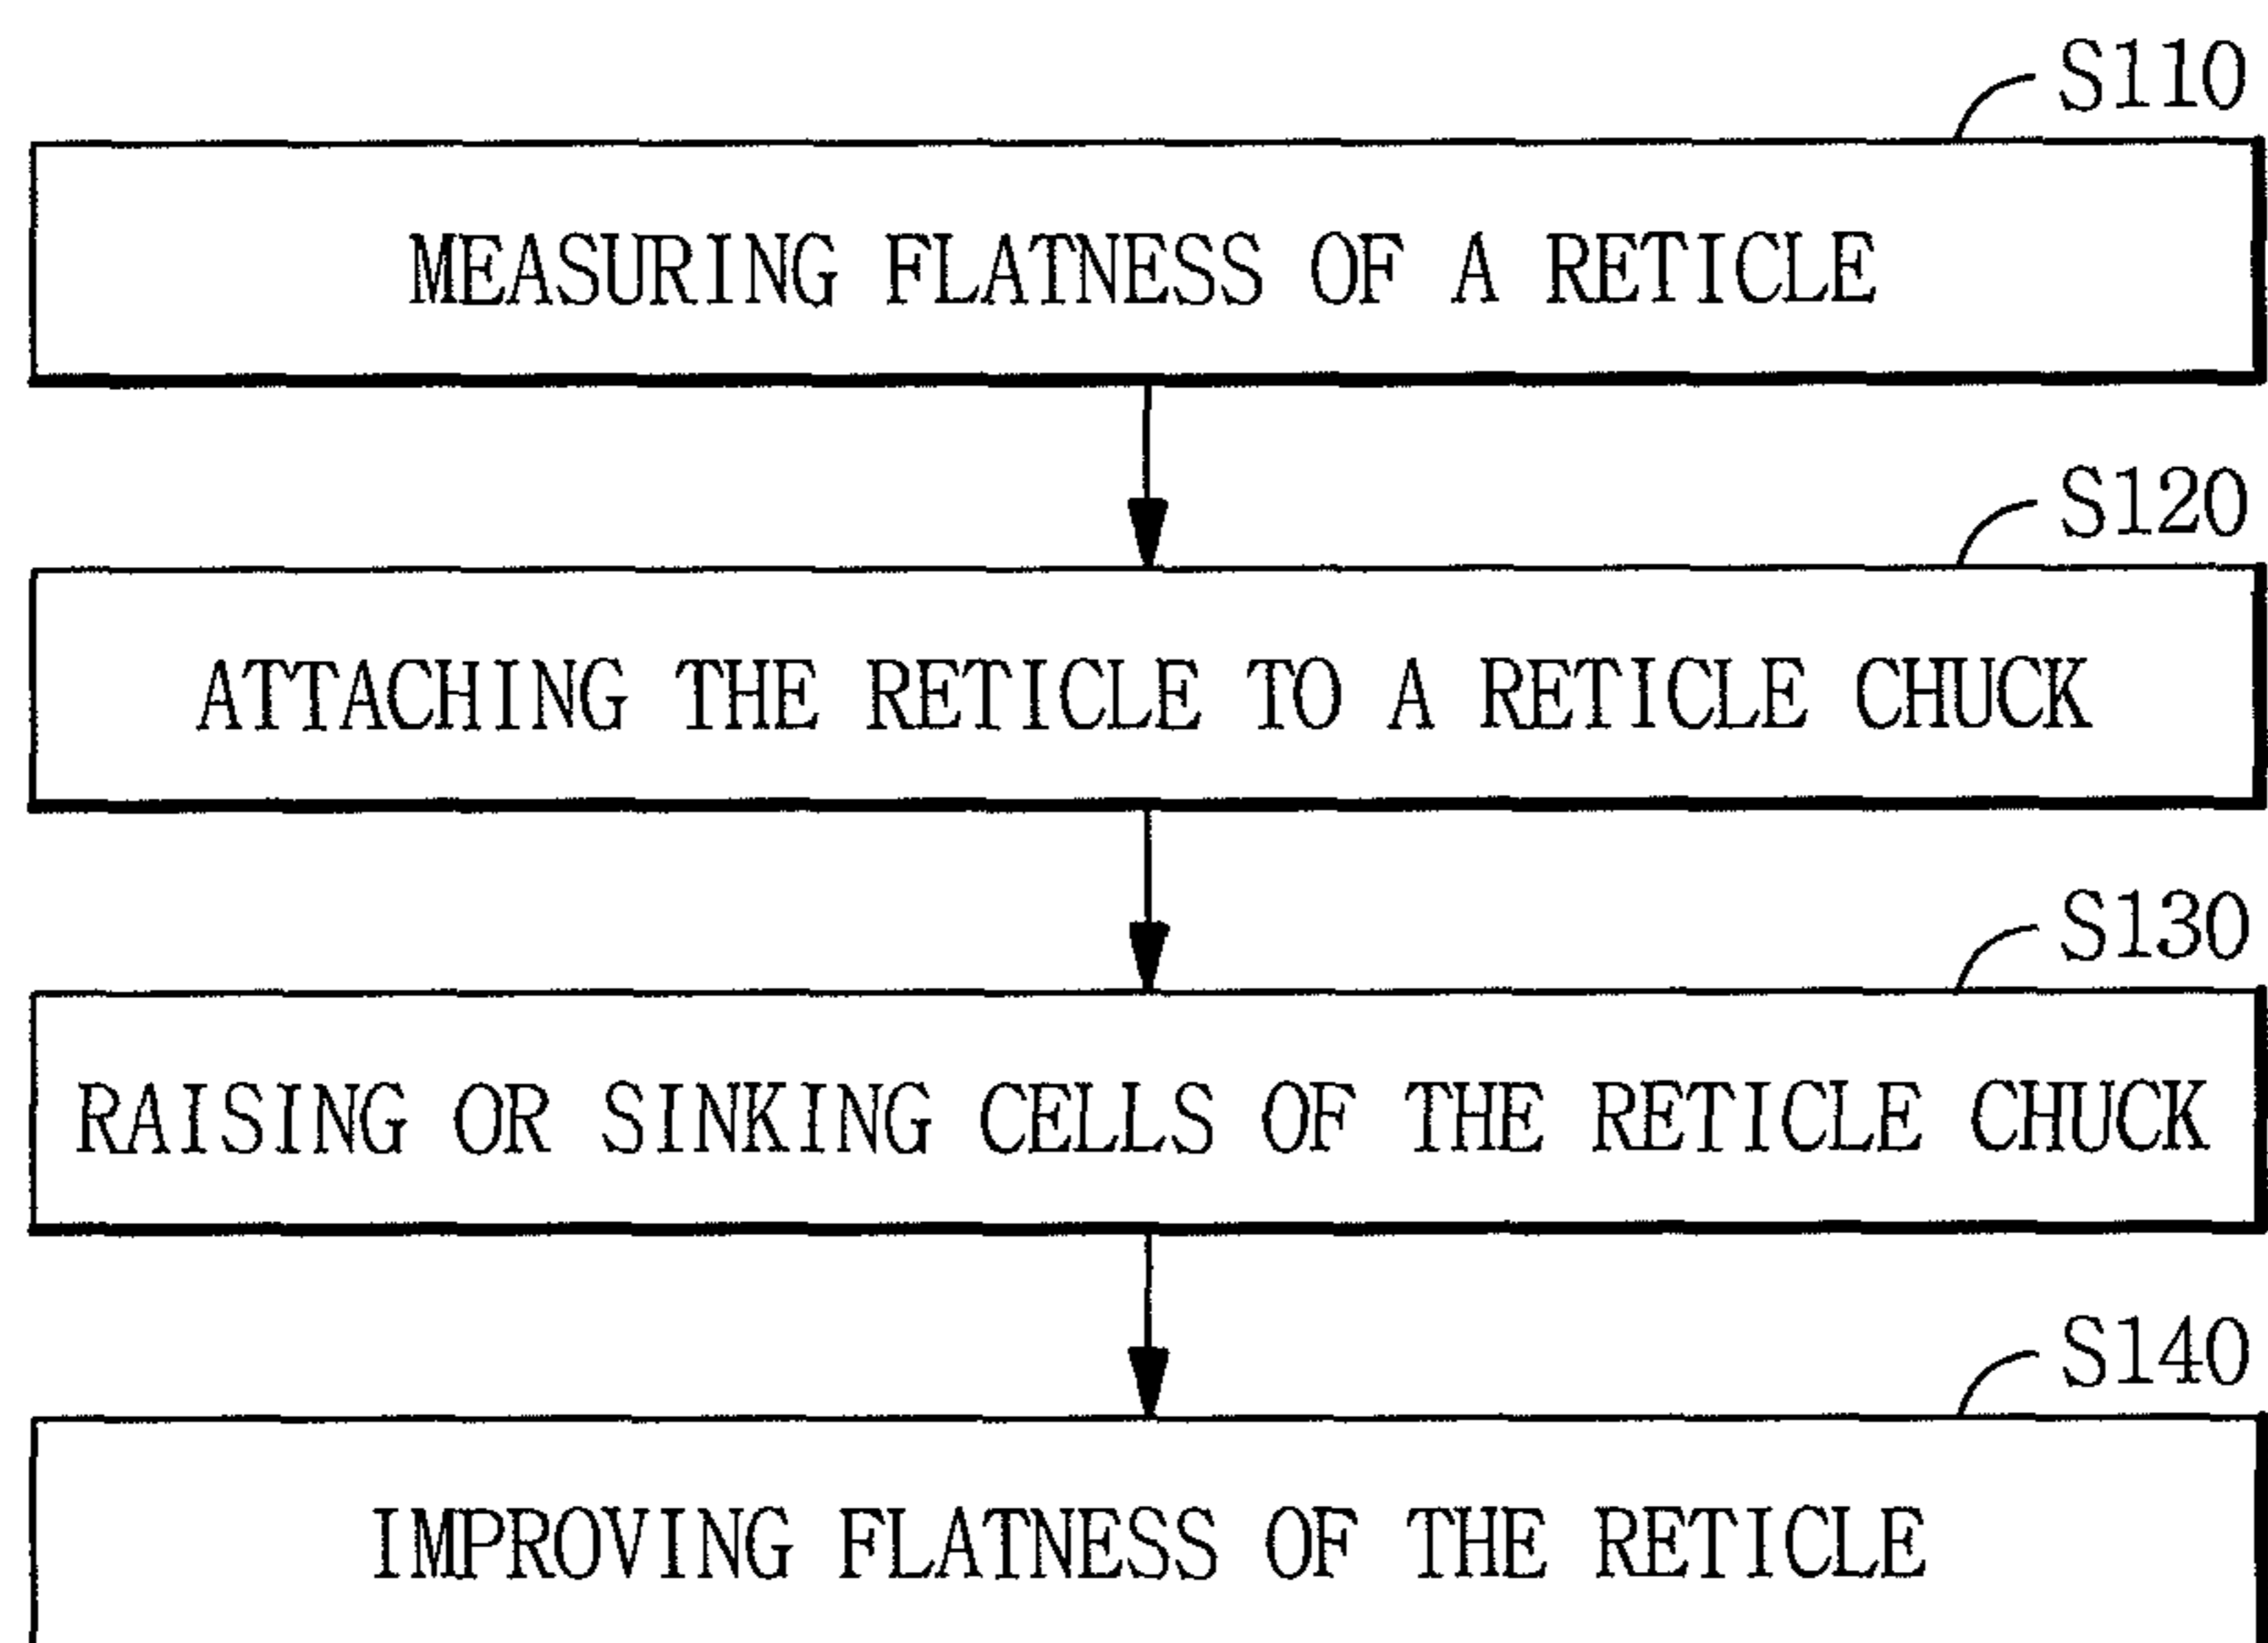 S110
MEASURING FLATNESS OF A RETICLE
S120
ATTACHING THE RETICLE TO A RETICLE CHUCK
S130
RAISING OR SINKING CELLS OF THE RETICLE CHUCK
S140
IMPROVING FLATNESS OF THE RETICLE